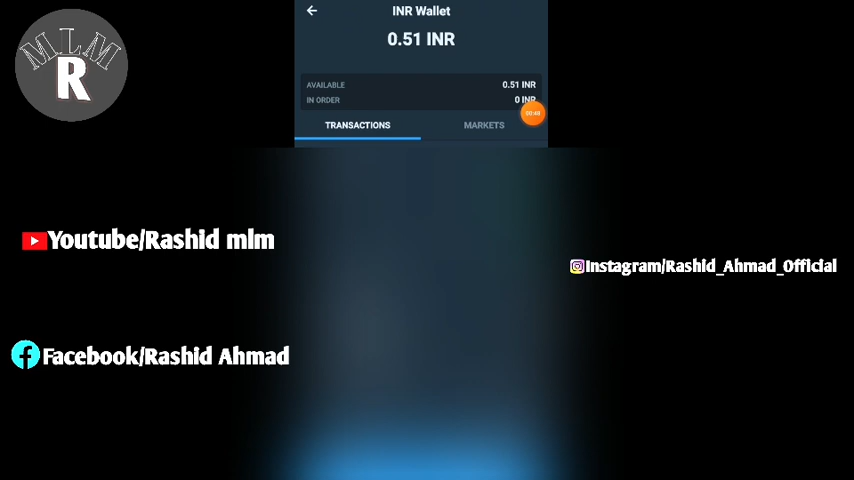 MLM
R
INR Wallet
0.51 INR
AVAILABLE 0.51 INR
IN ORDER 0 INR
TRANSACTIONS MARKETS
Youtube/Rashid mlm
Instagram/Rashid_Ahmad_Official
Facebook/Rashid Ahmad